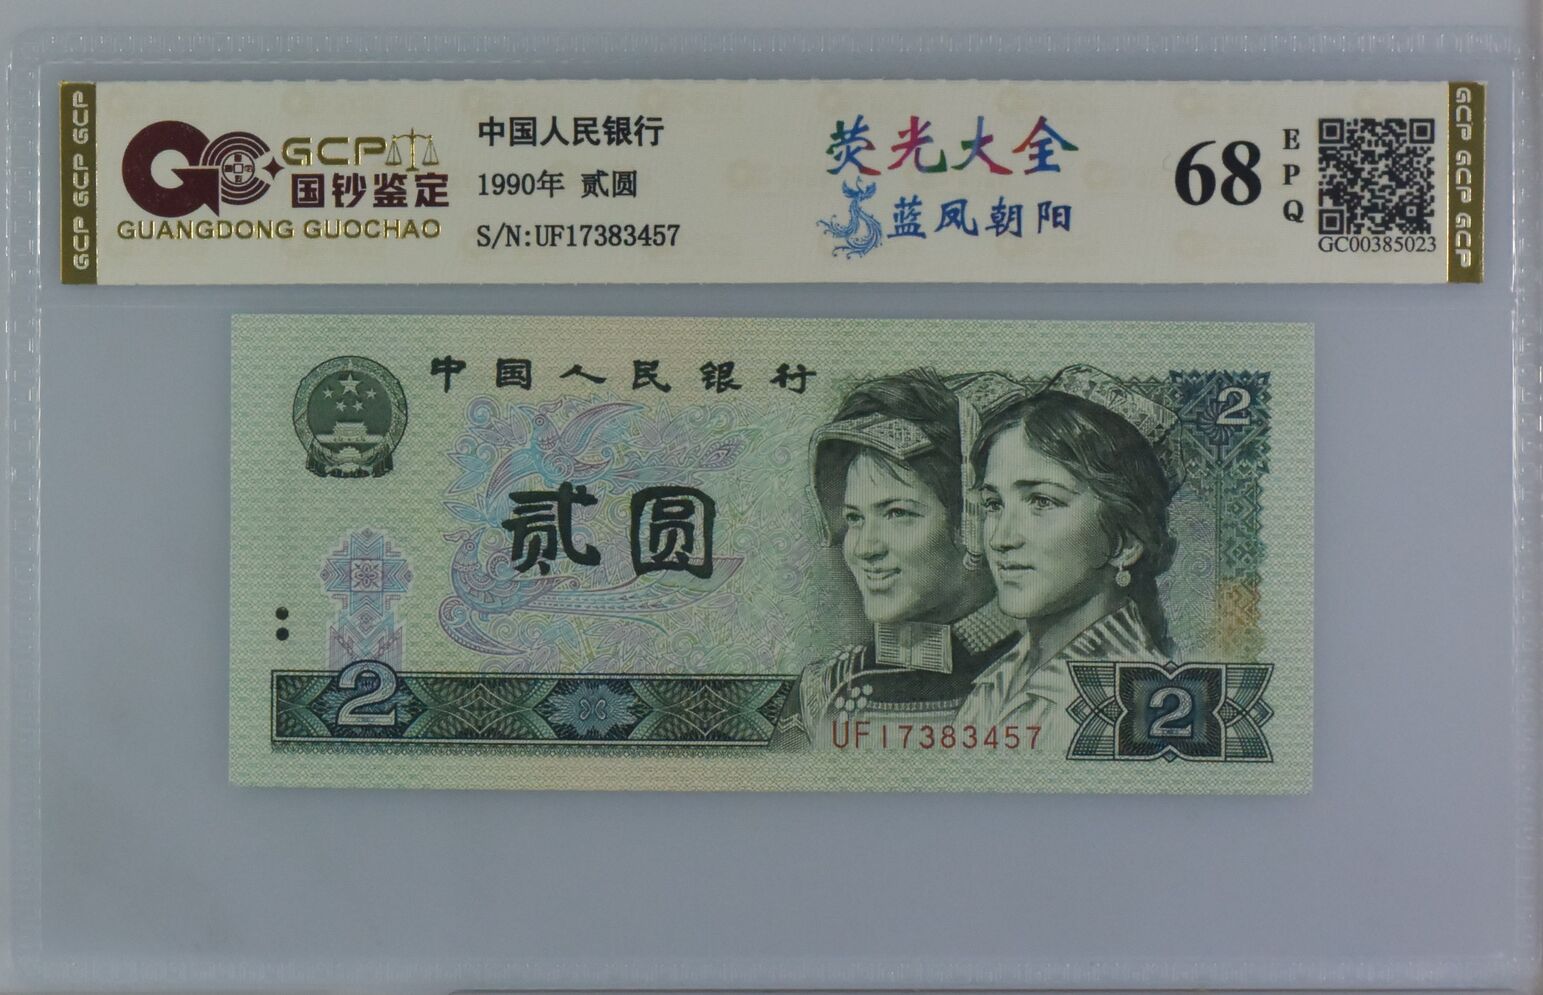 GCP GCP GCP
GCP
国钞鉴定
GUANGDONG GUOCHAO
中国人民银行
1990年 贰圆
S/N:UF17383457
荧光大全
蓝凤朝阳
68
EPQ
GC00385023
GCP GCP GCP
中国人民银行
2
贰圆
2
2
UF17383457